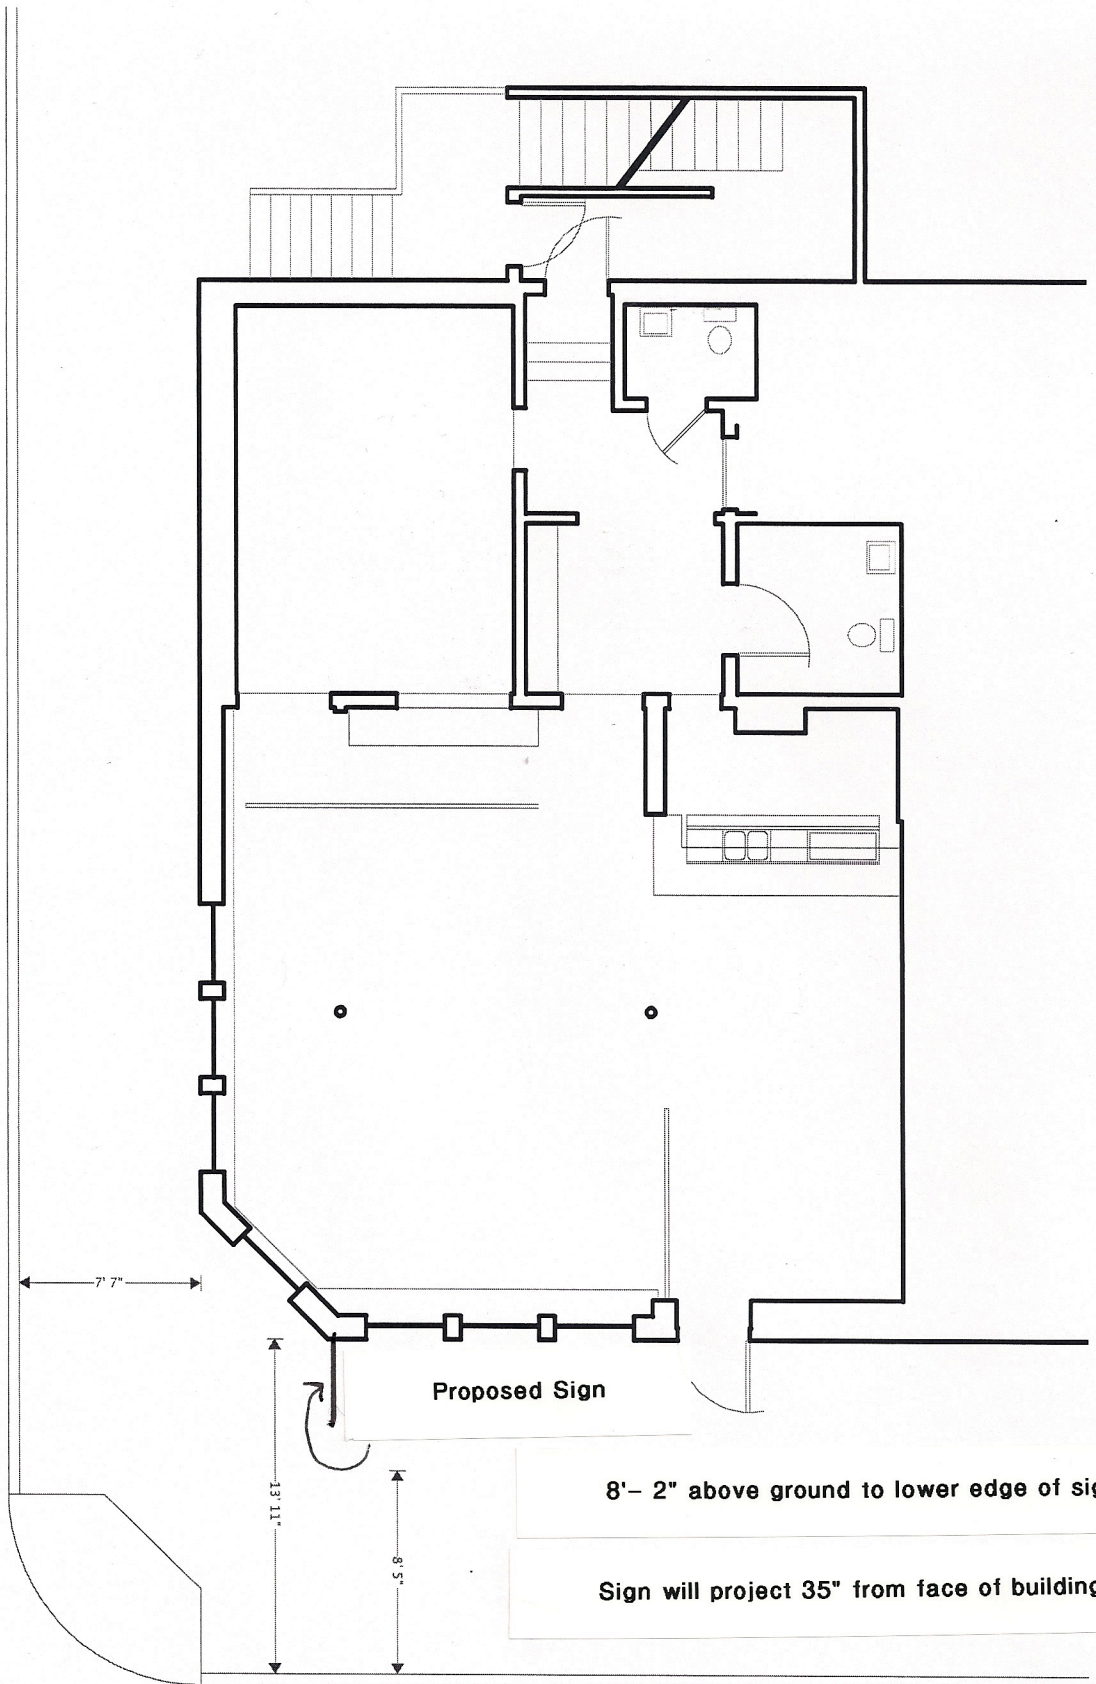 7' 7"
Proposed Sign
13' 11"
8' 5"
8'- 2" above ground to lower edge of sig
Sign will project 35" from face of building